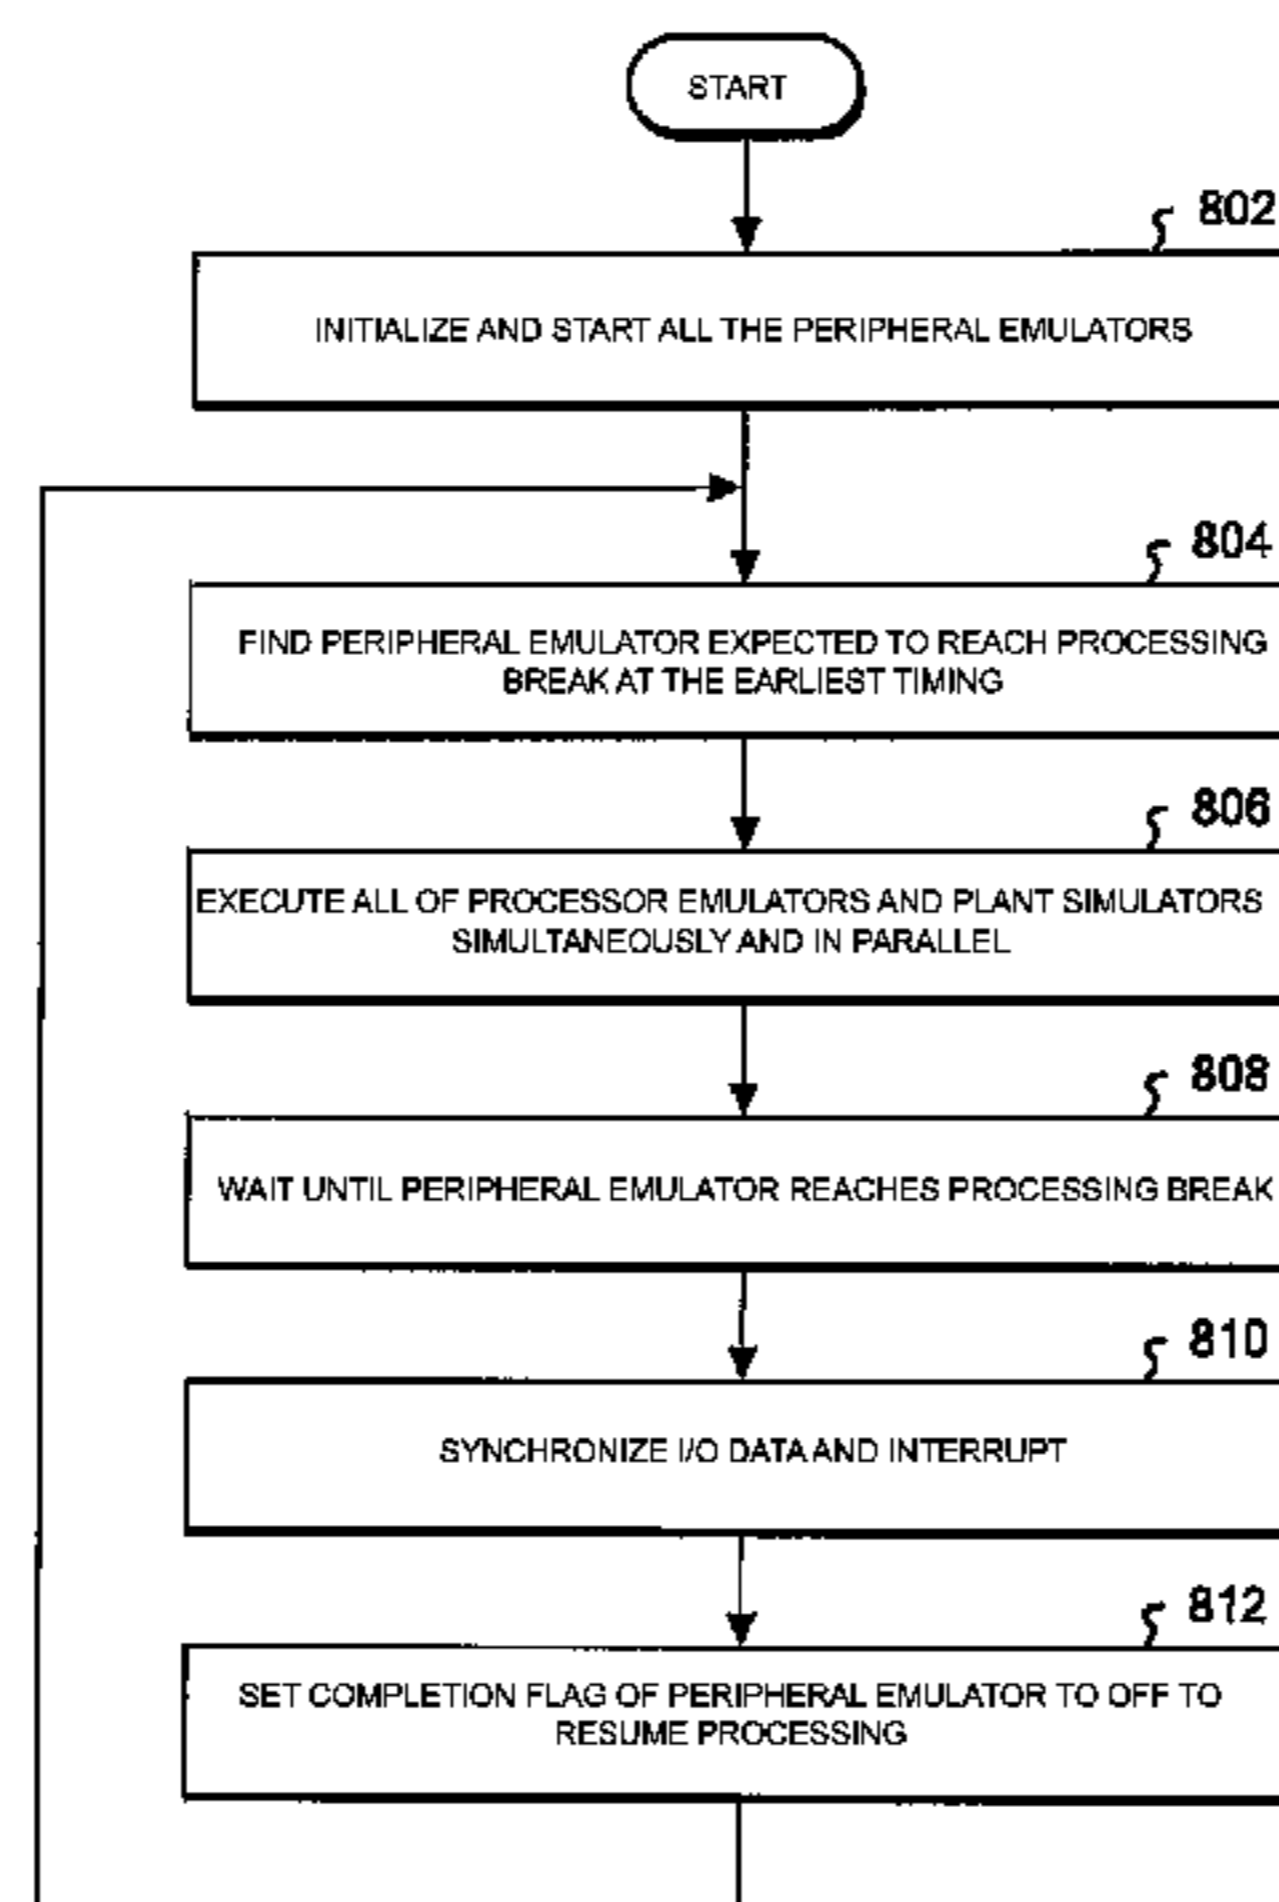 START
802
INITIALIZE AND START ALL THE PERIPHERAL EMULATORS
804
FIND PERIPHERAL EMULATOR EXPECTED TO REACH PROCESSING
BREAK AT THE EARLIEST TIMING
806
EXECUTE ALL OF PROCESSOR EMULATORS AND PLANT SIMULATORS
SIMULTANEOUSLY AND IN PARALLEL
808
WAIT UNTIL PERIPHERAL EMULATOR REACHES PROCESSING BREAK
810
SYNCHRONIZE I/O DATA AND INTERRUPT
812
SET COMPLETION FLAG OF PERIPHERAL EMULATOR TO OFF TO
RESUME PROCESSING